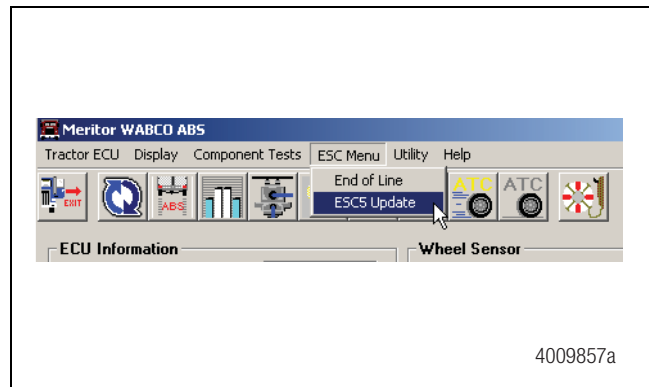 Meritor WABCO ABS
Tractor ECU Display Component Tests ESC Menu Utility Help
End of Line
ESC5 Update
EXIT ABS ATC ATC
ECU Information Wheel Sensor
4009857a